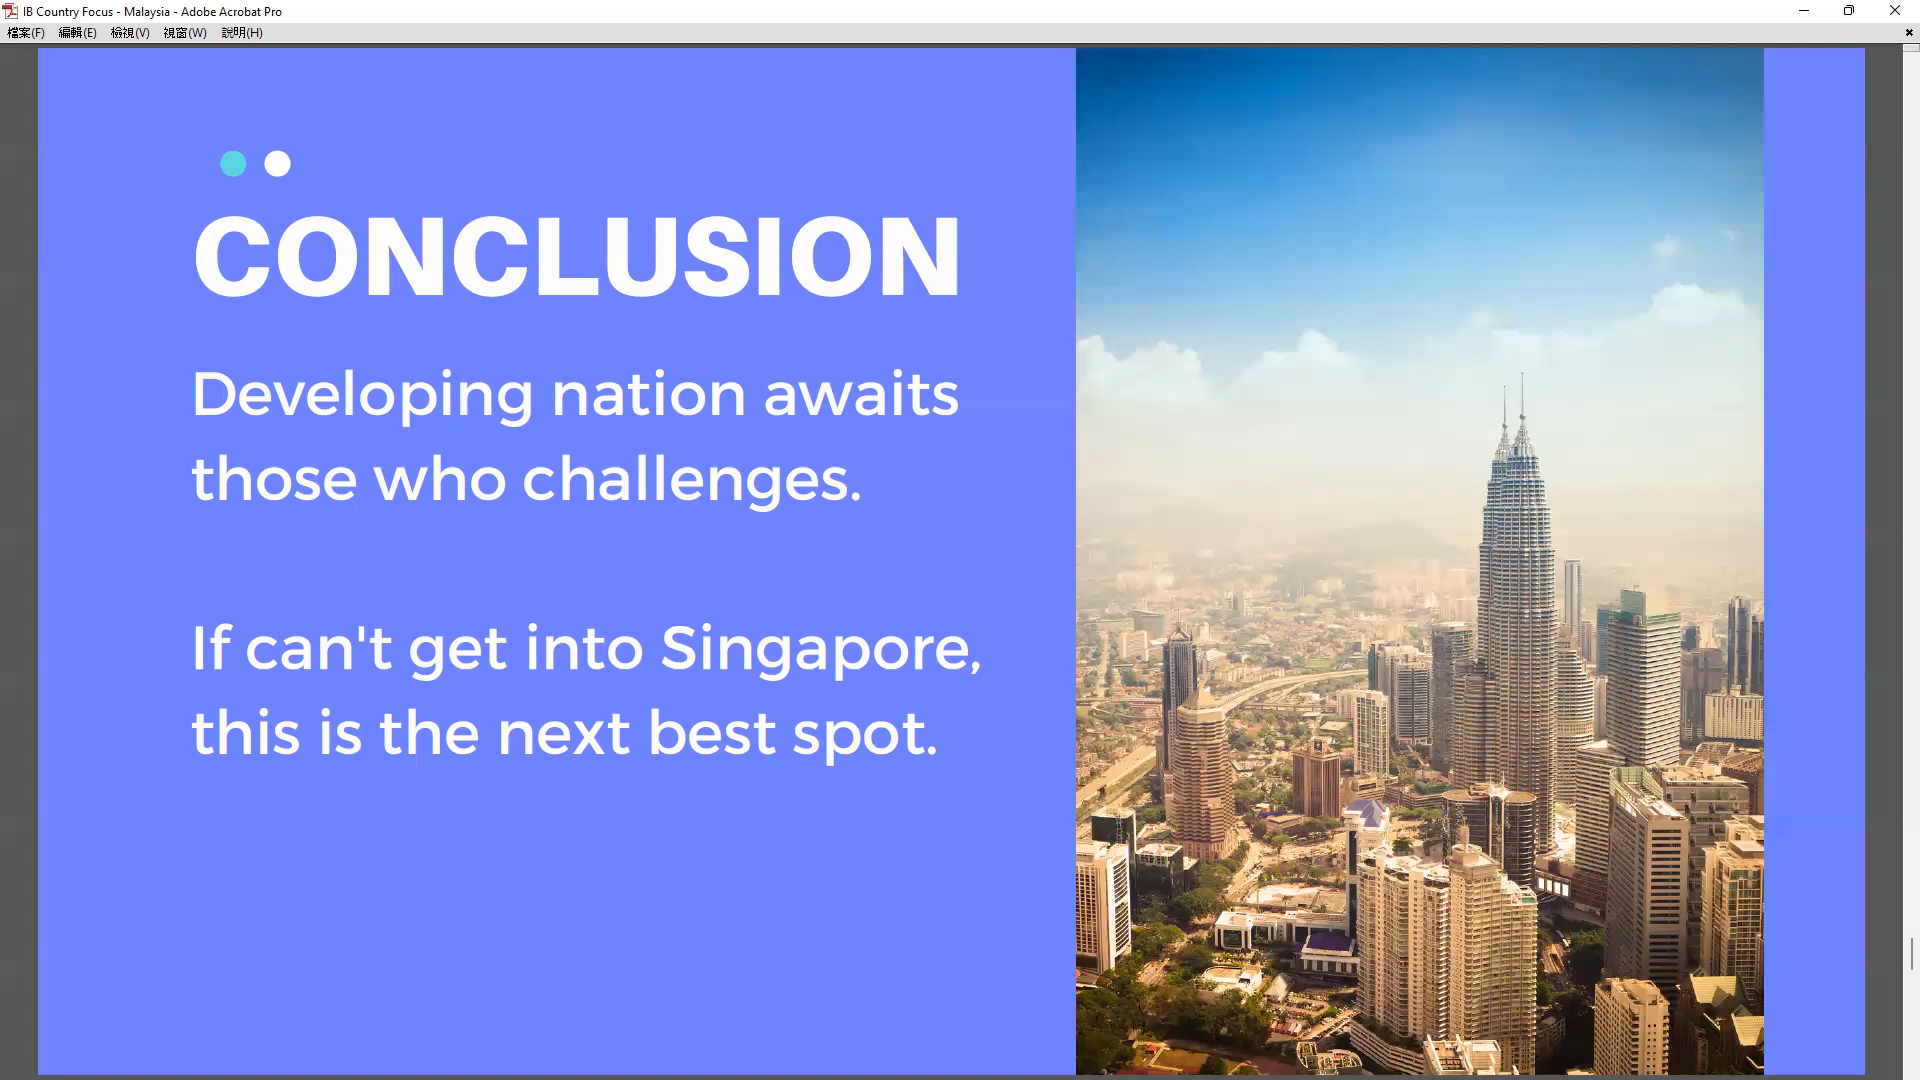 IB Country Focus - Malaysia - Adobe Acrobat Pro
檔案(F) 編輯(E) 檢視(V) 視窗(W) 說明(H)
CONCLUSION
Developing nation awaits
those who challenges.
If can't get into Singapore,
this is the next best spot.